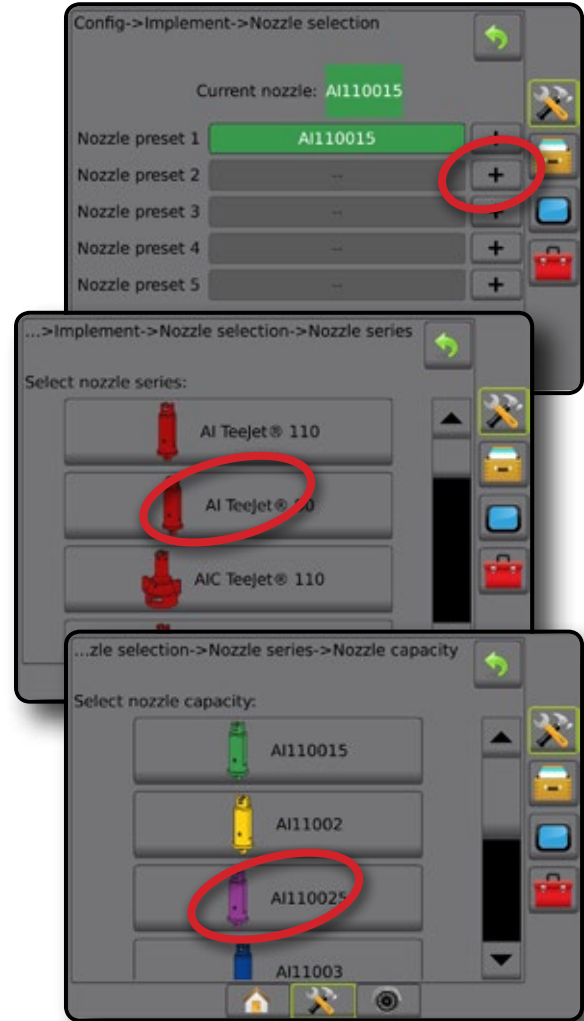 Config->Implement->Nozzle selection
Current nozzle: AI110015
Nozzle preset 1 AI110015 +
Nozzle preset 2 -- +
Nozzle preset 3 -- +
Nozzle preset 4 -- +
Nozzle preset 5 -- +
...>Implement->Nozzle selection->Nozzle series
Select nozzle series:
AI TeeJet® 110
AI TeeJet®
AIC TeeJet® 110
...zle selection->Nozzle series->Nozzle capacity
Select nozzle capacity:
AI110015
AI11002
AI110025
AI11003